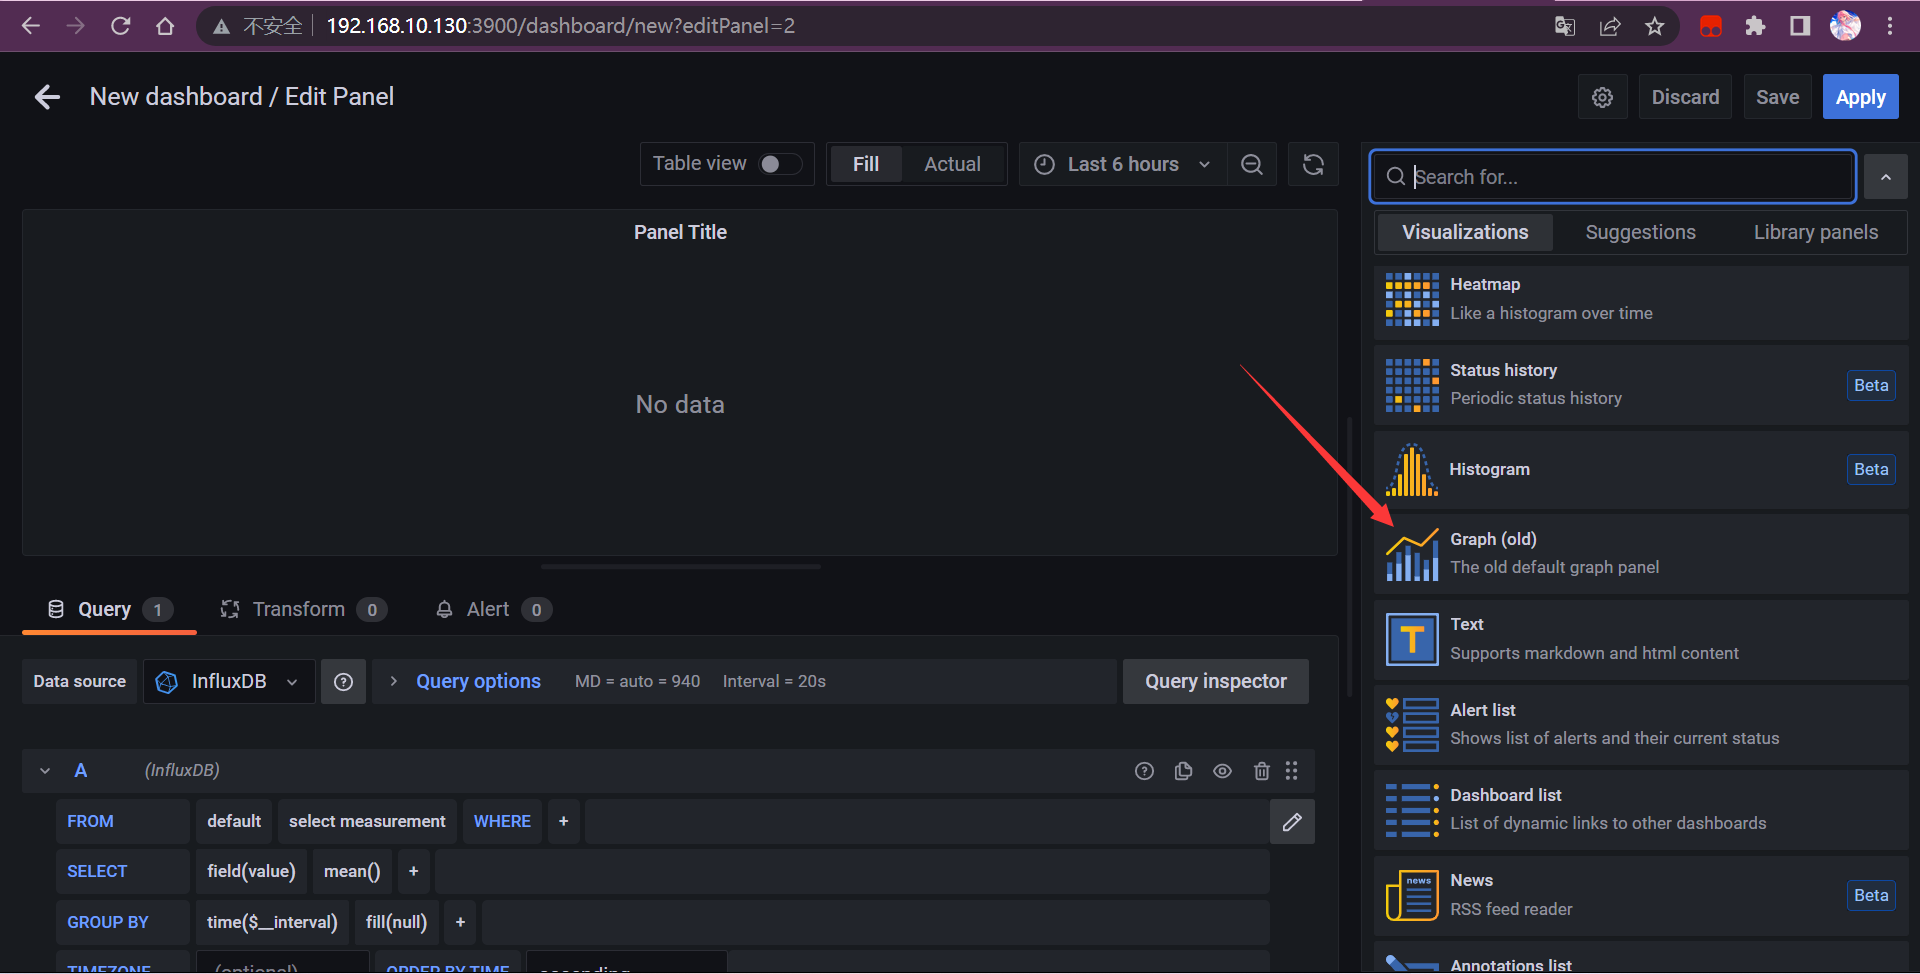 不安全 192.168.10.130:3900/dashboard/new?editPanel=2
New dashboard / Edit Panel
Discard
Save
Apply
Table view
Fill
Actual
Last 6 hours
Search for...
Visualizations
Suggestions
Library panels
Panel Title
No data
Heatmap
Like a histogram over time
Status history
Periodic status history
Beta
Histogram
Beta
Graph (old)
The old default graph panel
Text
Supports markdown and html content
Alert list
Shows list of alerts and their current status
Dashboard list
List of dynamic links to other dashboards
news
News
RSS feed reader
Beta
Annotations list
Query 1
Transform 0
Alert 0
Data source
InfluxDB
Query options
MD = auto = 940
Interval = 20s
Query inspector
A
(InfluxDB)
FROM default select measurement WHERE +
SELECT field(value) mean() +
GROUP BY time($__interval) fill(null) +
TIMEZONE (optional) ORDER BY TIME ascending